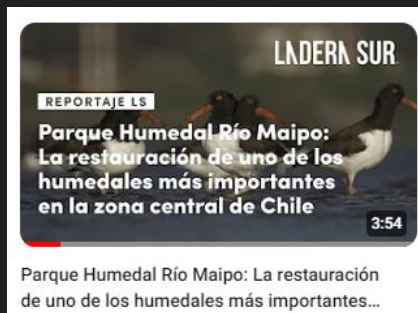 LADERA SUR
REPORTAJE LS
Parque Humedal Río Maipo:
La restauración de uno de los
humedales más importantes
en la zona central de Chile
3:54
Parque Humedal Río Maipo: La restauración
de uno de los humedales más importantes...